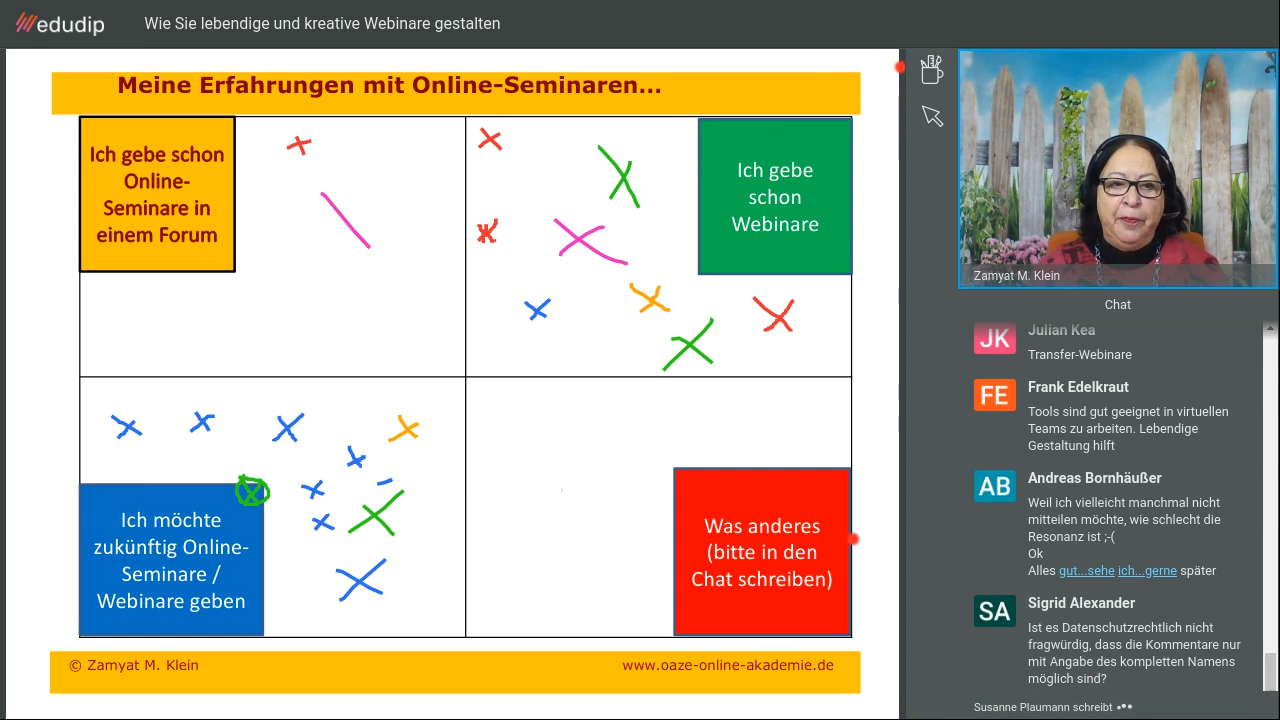 edudip
Wie Sie lebendige und kreative Webinare gestalten
Meine Erfahrungen mit Online-Seminaren...
Ich gebe schon
Online-
Seminare in
einem Forum
Ich gebe
schon
Webinare
Ich möchte
zukünftig Online-
Seminare /
Webinare geben
Was anderes
(bitte in den
Chat schreiben)
© Zamyat M. Klein
www.oaze-online-akademie.de
Zamyat M. Klein
Chat
JK
Julian Kea
Transfer-Webinare
FE
Frank Edelkraut
Tools sind gut geeignet in virtuellen
Teams zu arbeiten. Lebendige
Gestaltung hilft
AB
Andreas Bornhäußer
Weil ich vielleicht manchmal nicht
mitteilen möchte, wie schlecht die
Resonanz ist ;-(
Ok
Alles gut...sehe ich...gerne später
SA
Sigrid Alexander
Ist es Datenschutzrechtlich nicht
fragwürdig, dass die Kommentare nur
mit Angabe des kompletten Namens
möglich sind?
Susanne Plaumann schreibt